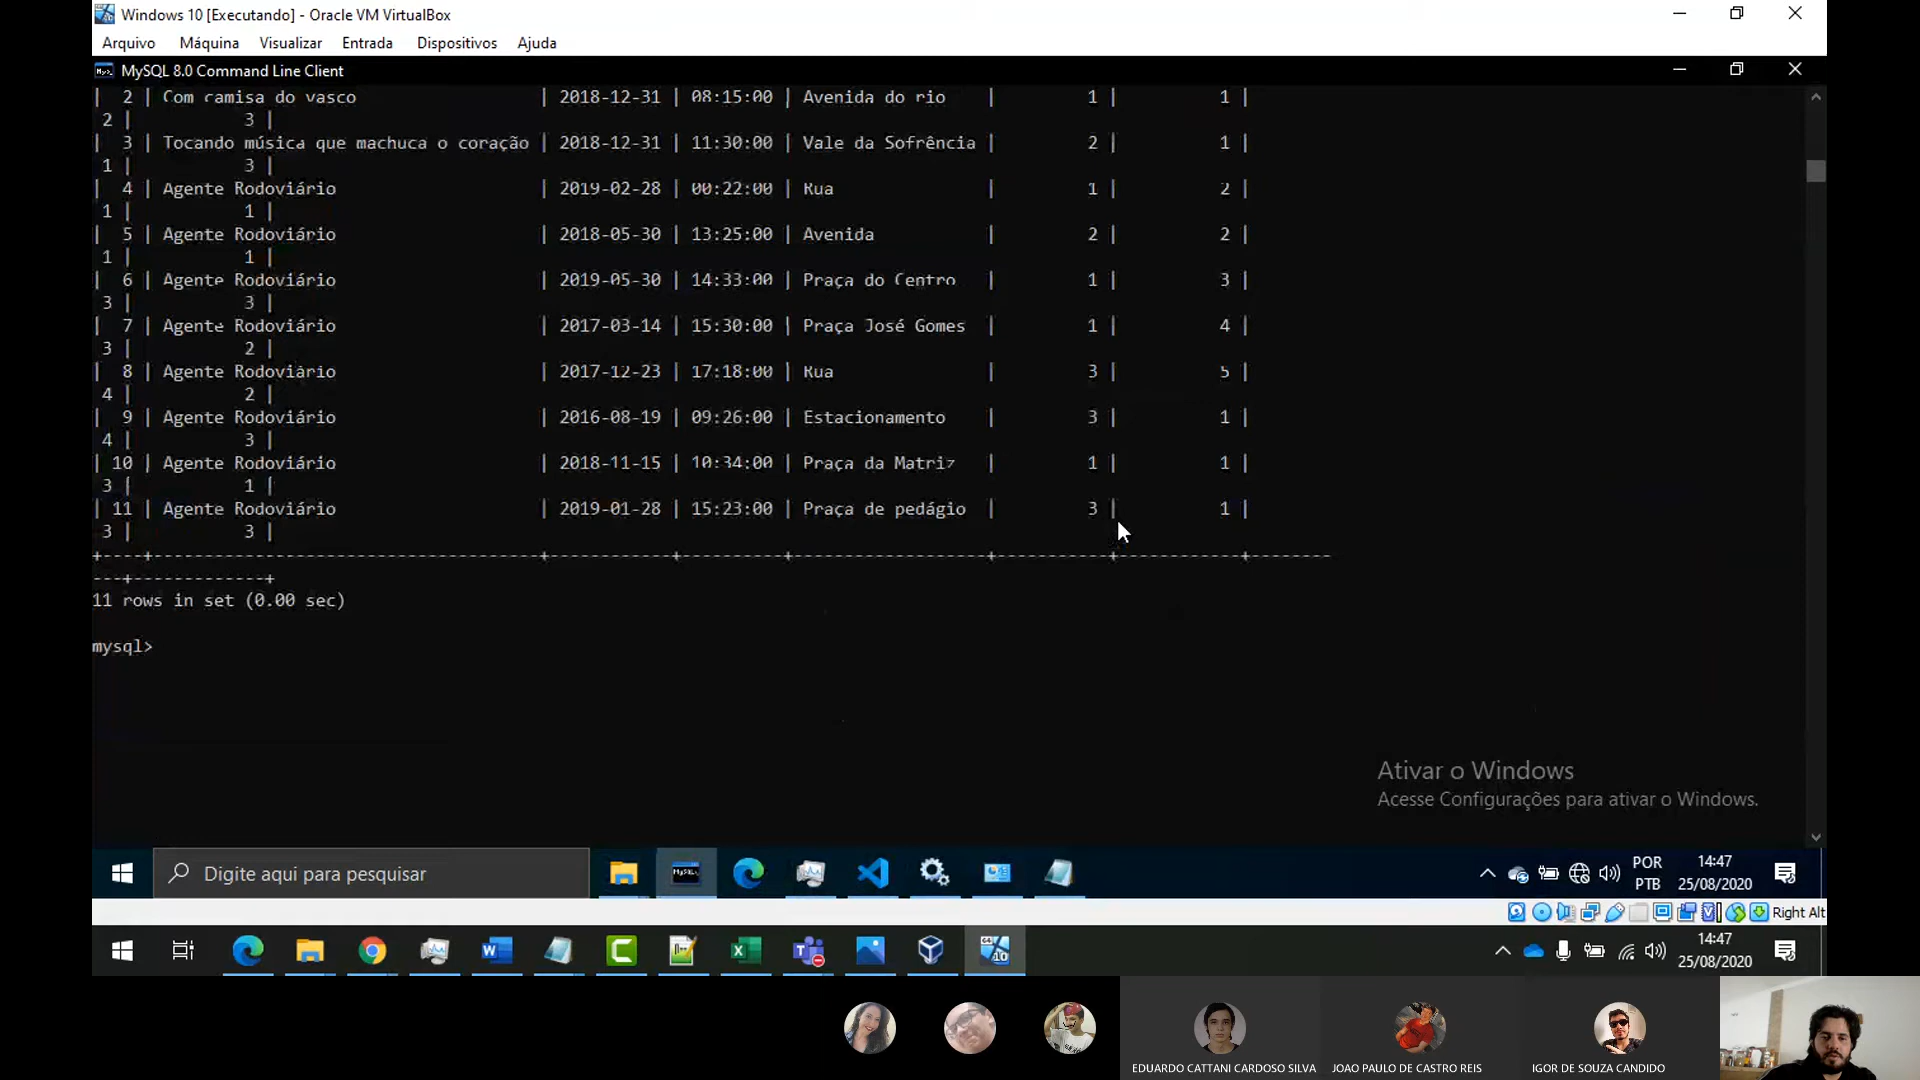 Windows 10 [Executando] - Oracle VM VirtualBox
Arquivo Máquina Visualizar Entrada Dispositivos Ajuda
MySQL 8.0 Command Line Client
| 2 | Com camisa do vasco | 2018-12-31 | 08:15:00 | Avenida do rio | 1 | 1 |
2 | 3 |
| 3 | Tocando música que machuca o coração | 2018-12-31 | 11:30:00 | Vale da Sofrência | 2 | 1 |
1 | 3 |
| 4 | Agente Rodoviário | 2019-02-28 | 00:22:00 | Rua | 1 | 2 |
1 | 1 |
| 5 | Agente Rodoviário | 2018-05-30 | 13:25:00 | Avenida | 2 | 2 |
1 | 1 |
| 6 | Agente Rodoviário | 2019-05-30 | 14:33:00 | Praça do Centro | 1 | 3 |
3 | 3 |
| 7 | Agente Rodoviário | 2017-03-14 | 15:30:00 | Praça José Gomes | 1 | 4 |
3 | 2 |
| 8 | Agente Rodoviário | 2017-12-23 | 17:18:00 | Rua | 3 | 5 |
4 | 2 |
| 9 | Agente Rodoviário | 2016-08-19 | 09:26:00 | Estacionamento | 3 | 1 |
4 | 3 |
| 10 | Agente Rodoviário | 2018-11-15 | 10:34:00 | Praça da Matriz | 1 | 1 |
3 | 1 |
| 11 | Agente Rodoviário | 2019-01-28 | 15:23:00 | Praça de pedágio | 3 | 1 |
3 | 3 |
+----+--------------------------------------+------------+----------+-------------------+-----------+------------+--------
---+-------------+
11 rows in set (0.00 sec)
mysql>
Ativar o Windows
Acesse Configurações para ativar o Windows.
Digite aqui para pesquisar
POR
PTB
14:47
25/08/2020
Right Alt
14:47
25/08/2020
EDUARDO CATTANI CARDOSO SILVA JOAO PAULO DE CASTRO REIS IGOR DE SOUZA CANDIDO